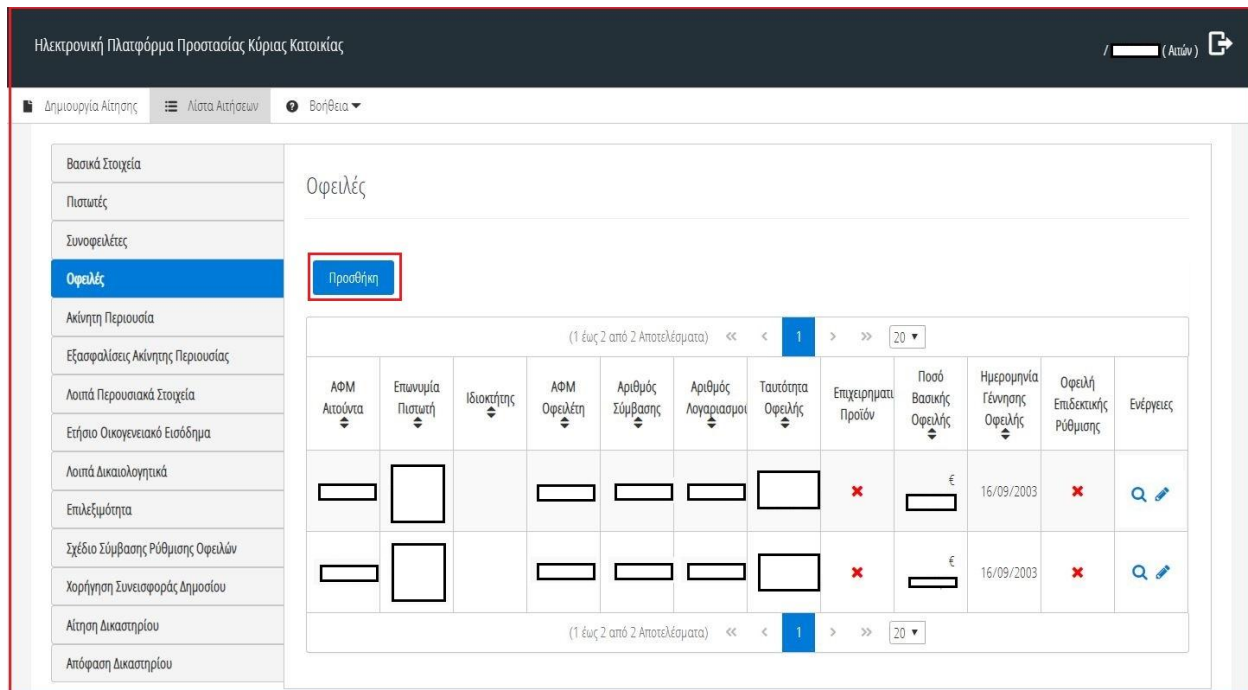 Ηλεκτρονική Πλατφόρμα Προστασίας Κύριας Κατοικίας
/ ( Αιτών )
Δημιουργία Αίτησης Λίστα Αιτήσεων Βοήθεια
Βασικά Στοιχεία
Πιστωτές
Συνοφειλέτες
Οφειλές
Ακίνητη Περιουσία
Εξασφαλίσεις Ακίνητης Περιουσίας
Λοιπά Περουσιακά Στοιχεία
Ετήσιο Οικογενειακό Εισόδημα
Λοιπά Δικαιολογητικά
Επιλεξιμότητα
Σχέδιο Σύμβασης Ρύθμισης Οφειλών
Χορήγηση Συνεισφοράς Δημοσίου
Αίτηση Δικαστηρίου
Απόφαση Δικαστηρίου
Οφειλές
Προσθήκη
(1 έως 2 από 2 Αποτελέσματα) << < 1 > >> 20
ΑΦΜ Αιτούντα
Επωνυμία Πιστωτή
Ιδιοκτήτης
ΑΦΜ Οφειλέτη
Αριθμός Σύμβασης
Αριθμός Λογαριασμού
Ταυτότητα Οφειλής
Επιχειρηματι Προϊόν
Ποσό Βασικής Οφειλής
Ημερομηνία Γέννησης Οφειλής
Οφειλή Επιδεκτικής Ρύθμισης
Ενέργειες
€ 16/09/2003
€ 16/09/2003
(1 έως 2 από 2 Αποτελέσματα) << < 1 > >> 20